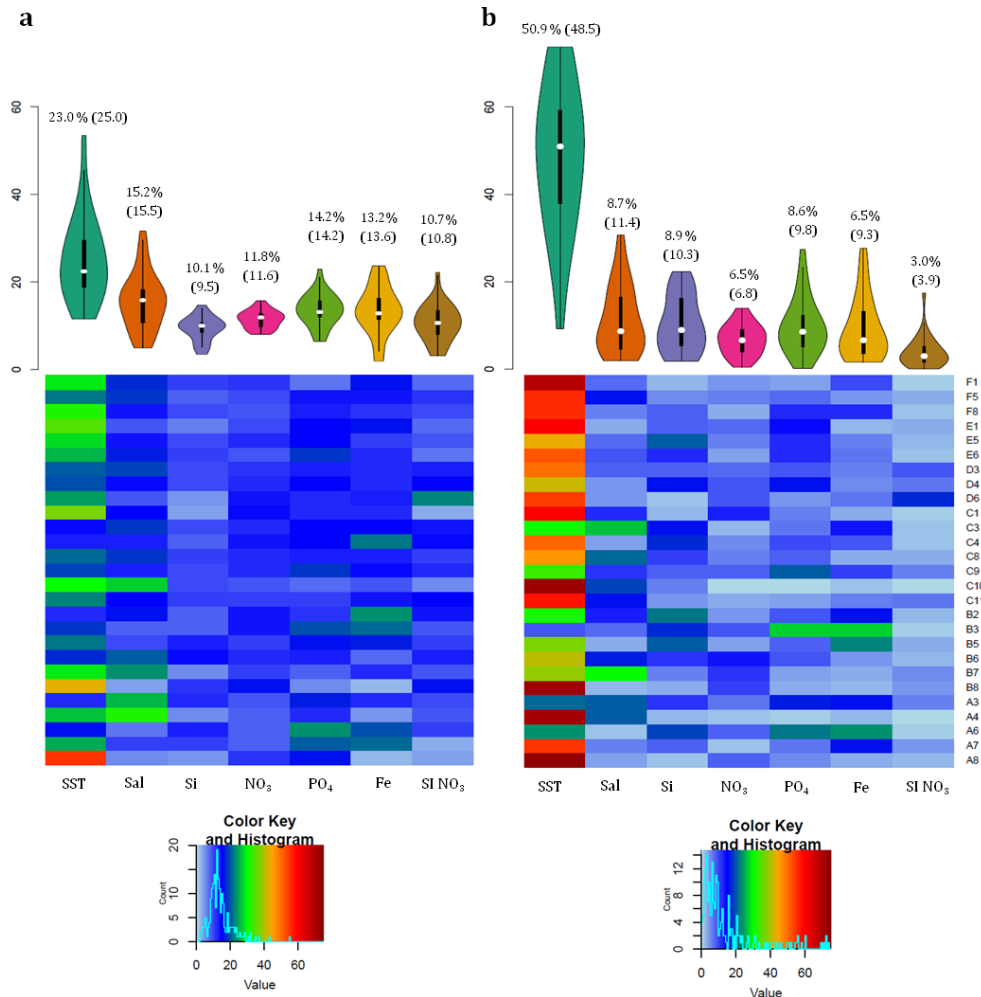 a
23.0 % (25.0)
15.2%
(15.5)
10.1%
(9.5)
11.8%
(11.6)
14.2%
(14.2)
13.2%
(13.6)
10.7%
(10.8)
60
40
20
0
SST Sal Si NO₃ PO₄ Fe SI NO₃
Color Key
and Histogram
Count
20
15
10
5
0
0 20 40 60
Value
b
50.9 % (48.5)
8.7%
(11.4)
8.9%
(10.3)
6.5%
(6.8)
8.6%
(9.8)
6.5%
(9.3)
3.0%
(3.9)
60
40
20
0
F1
F5
F8
E1
E5
E6
D3
D4
D6
C1
C3
C4
C8
C9
C10
C1
B2
B3
B5
B6
B7
B8
A3
A4
A6
A7
A8
SST Sal Si NO₃ PO₄ Fe SI NO₃
Color Key
and Histogram
Count
12
8
4
0
0 20 40 60
Value